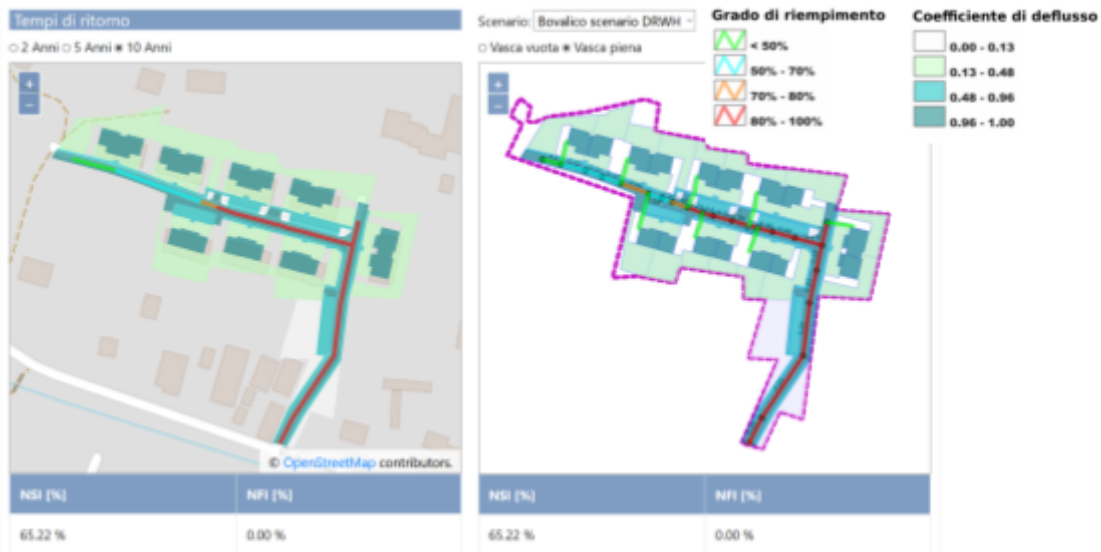 Tempi di ritorno
2 Anni 5 Anni 10 Anni
+
−
© OpenStreetMap contributors.
NSI [%] NFI [%]
65.22 % 0.00 %
Scenario: Bovalico scenario DRWH
Vasca vuota Vasca piena
+
−
NSI [%] NFI [%]
65.22 % 0.00 %
Grado di riempimento
< 50%
50% - 70%
70% - 80%
80% - 100%
Coefficiente di deflusso
0.00 - 0.13
0.13 - 0.48
0.48 - 0.96
0.96 - 1.00